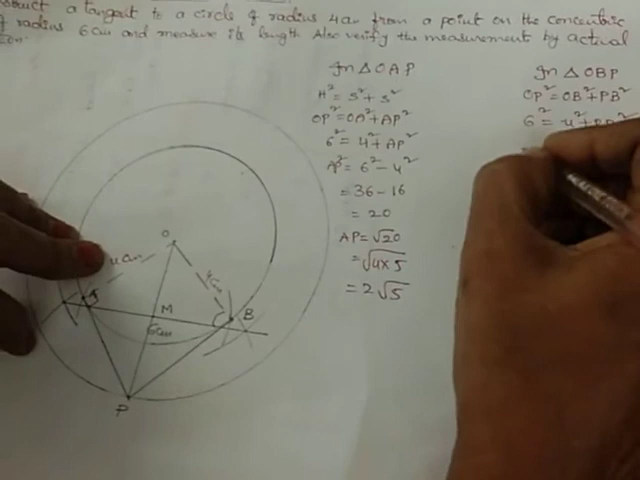 a tangent to a circle of radius 4cm from a point on the concentric
of radius 6cm and measure its length Also verify the measurement by actual
In △OAP
H² = S² + S²
OP² = OA² + AP²
6² = 4² + AP²
AP² = 6² - 4²
= 36 - 16
= 20
AP = √20
= √4×5
= 2√5
In △OBP
OP² = OB² + PB²
6² = 4² + PB²
O
4cm
4cm
A
M
B
6cm
P